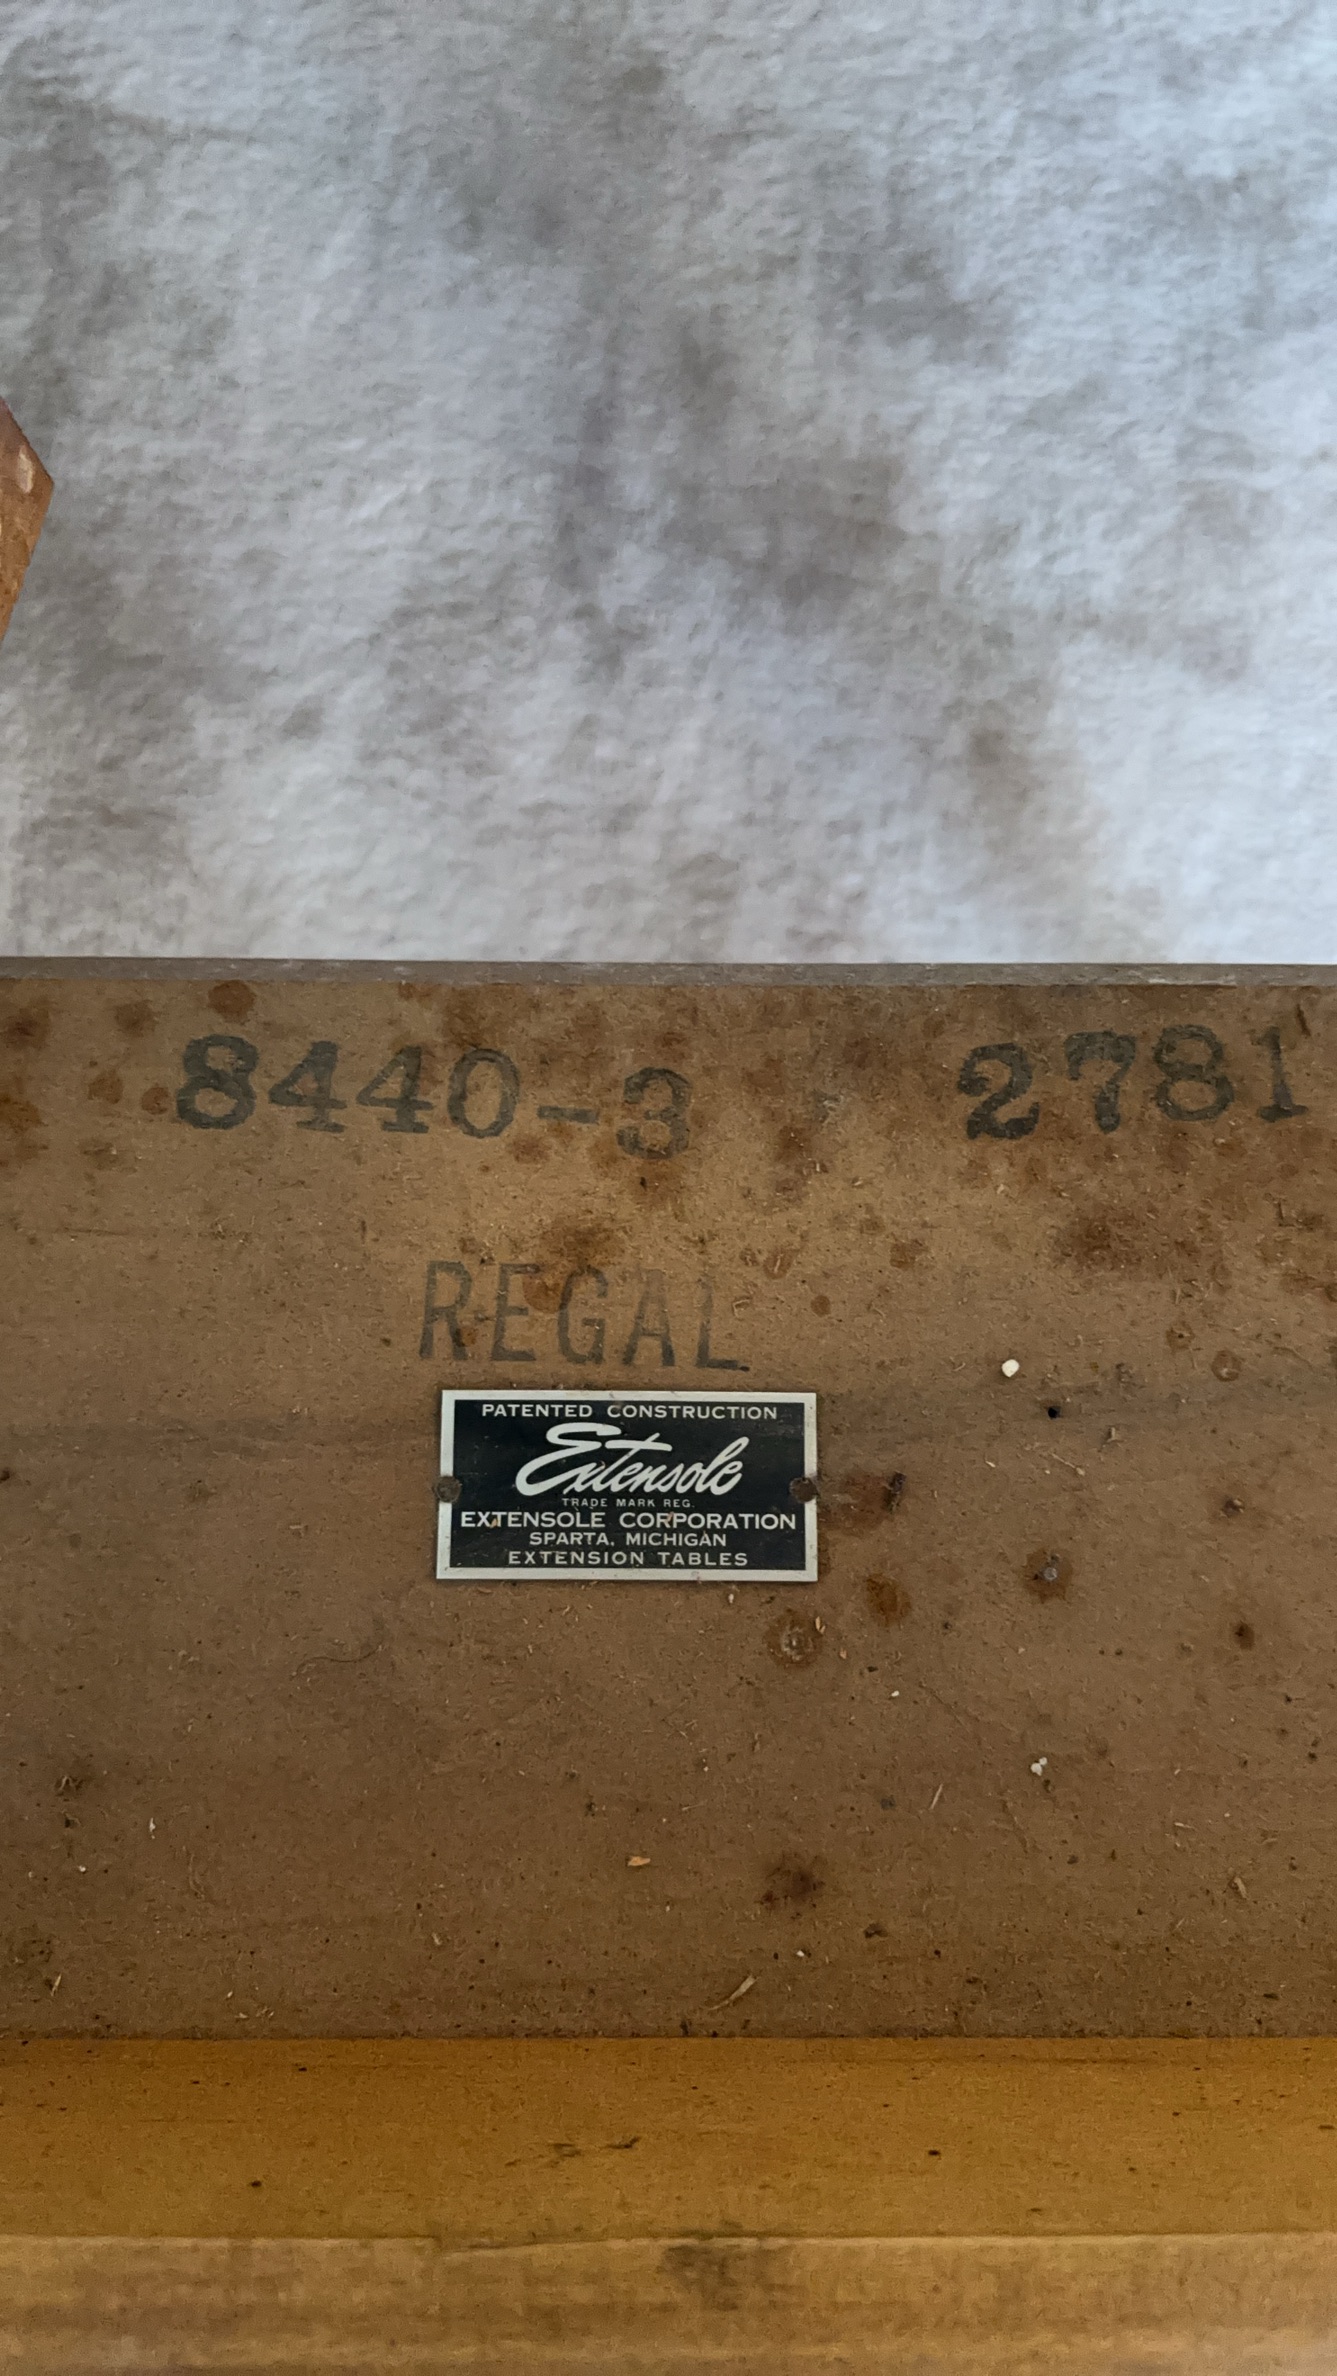 8440-3 2781
REGAL
PATENTED CONSTRUCTION
Extensole
TRADE MARK REG.
EXTENSOLE CORPORATION
SPARTA, MICHIGAN
EXTENSION TABLES